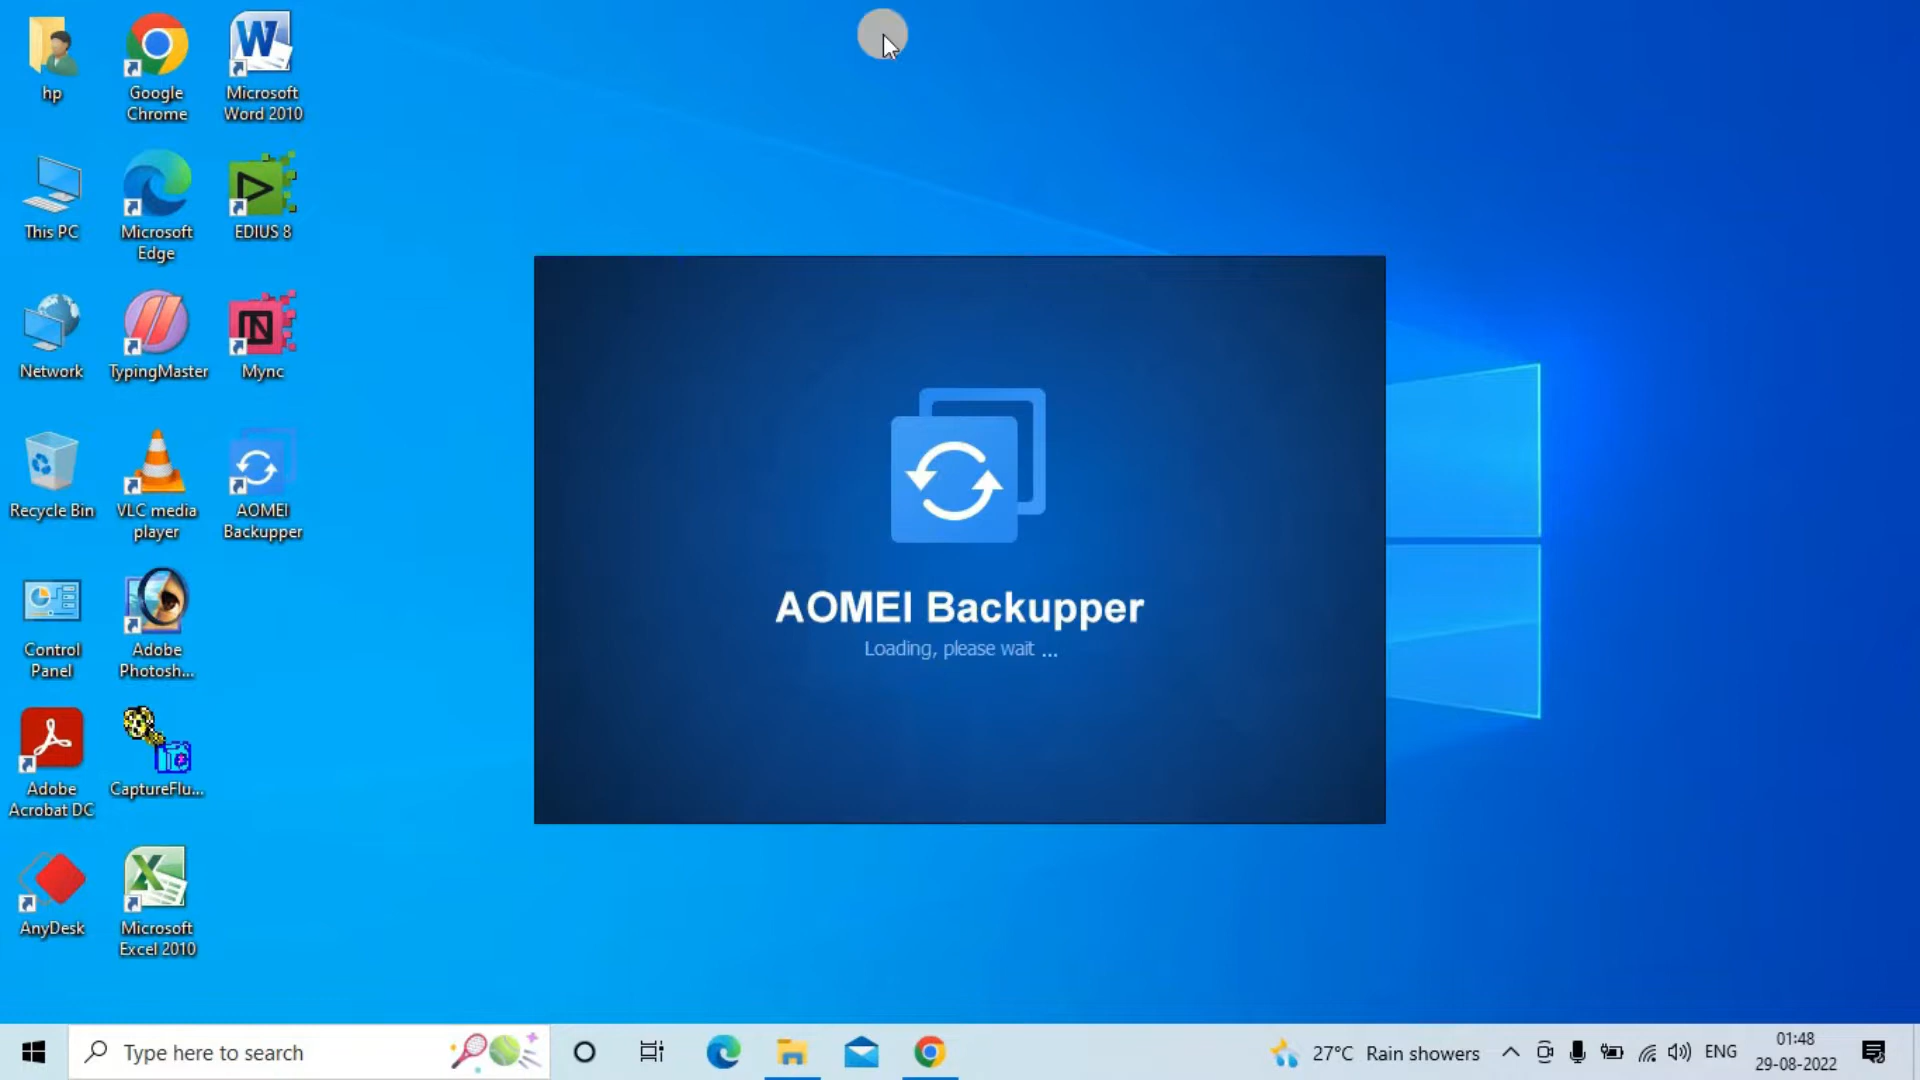 hp
Google
Chrome
Microsoft
Word 2010
This PC
Microsoft
Edge
EDIUS 8
Network
TypingMaster
Mync
Recycle Bin
VLC media
player
AOMEI
Backupper
Control
Panel
Adobe
Photosh...
Adobe
Acrobat DC
CaptureFlu...
AnyDesk
Microsoft
Excel 2010
AOMEI Backupper
Loading, please wait ...
Type here to search
27°C Rain showers
ENG
01:48
29-08-2022